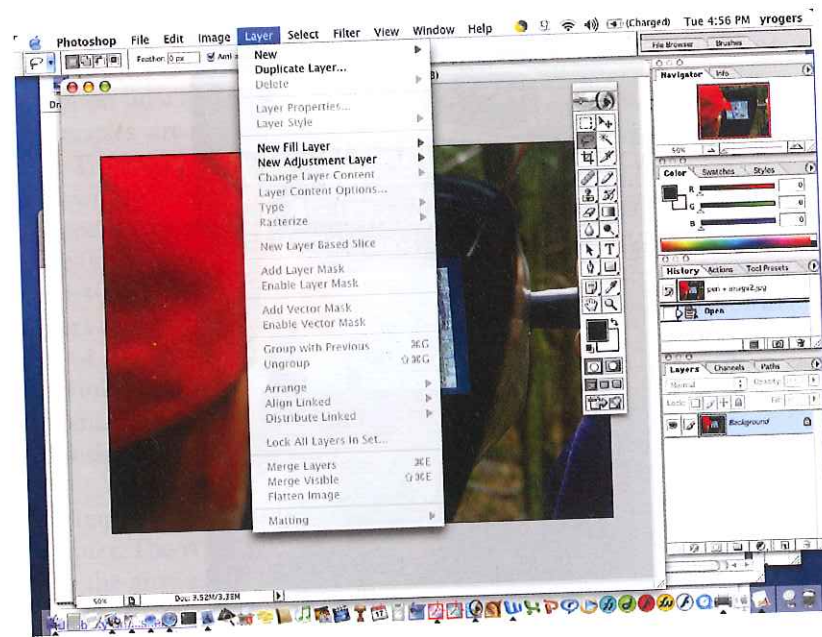 Photoshop File Edit Image Layer Select Filter View Window Help (Charged) Tue 4:56 PM yrogers
Feather: 0 px
File Browser Brushes
New
Duplicate Layer...
Delete
Layer Properties...
Layer Style
New Fill Layer
New Adjustment Layer
Change Layer Content
Layer Content Options...
Type
Rasterize
New Layer Based Slice
Add Layer Mask
Enable Layer Mask
Add Vector Mask
Enable Vector Mask
Group with Previous ⌘G
Ungroup ⇧⌘G
Arrange
Align Linked
Distribute Linked
Lock All Layers In Set...
Merge Layers ⌘E
Merge Visible ⇧⌘E
Flatten Image
Matting
Navigator Info
50%
Color Swatches Styles
R 0
G 0
B 0
History Actions Tool Presets
Open
Layers Channels Paths
Normal Opacity:
Lock: Fill:
Background
50% Doc: 3.52M/3.38M